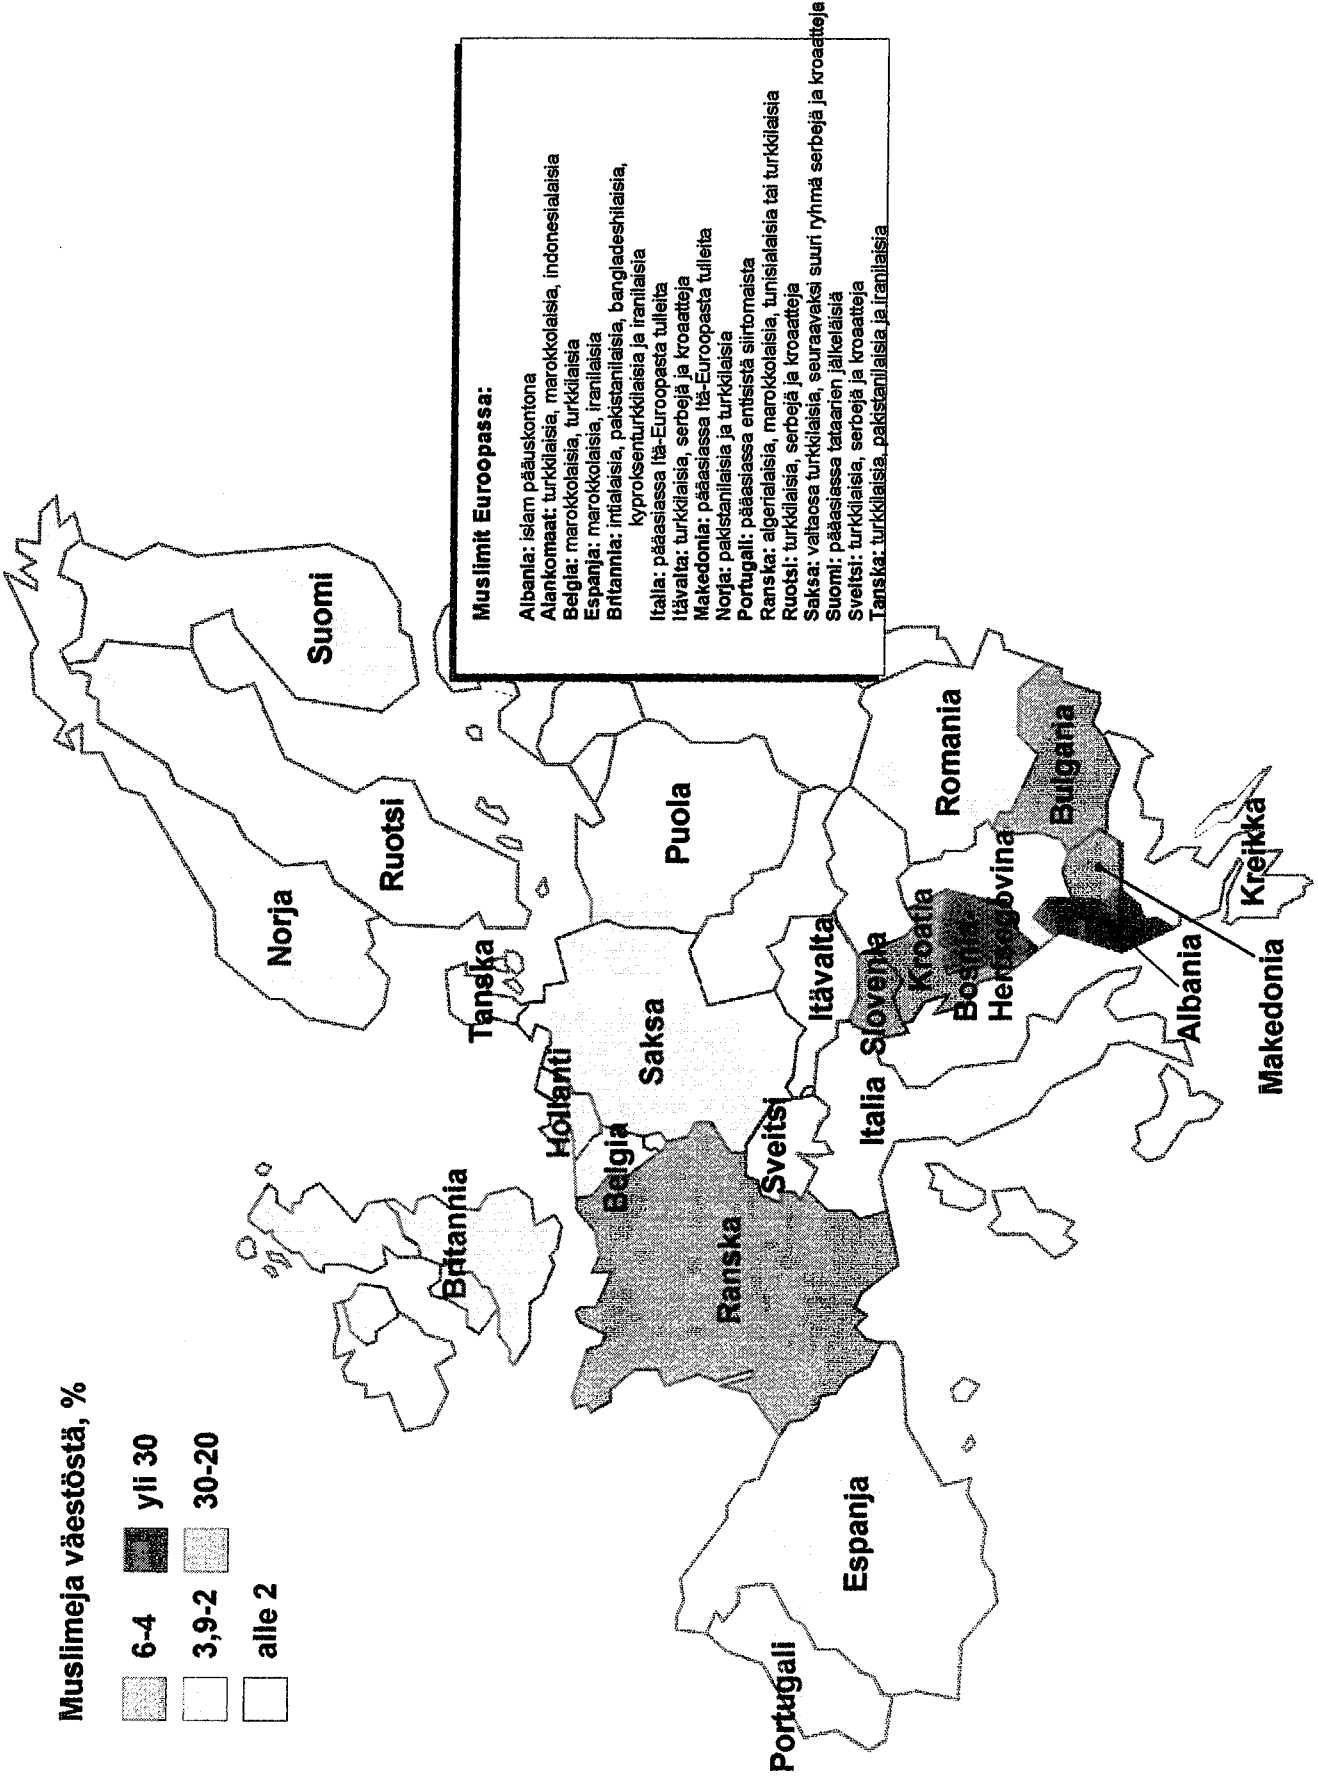 Muslimeja väestöstä, %
6-4
yli 30
3,9-2
30-20
alle 2
Norja
Ruotsi
Suomi
Tanska
Britannia
Hollanti
Belgia
Saksa
Puola
Ranska
Sveitsi
Itävalta
Slovenia
Kroatia
Bosnia
Hertsegovina
Romania
Bulgaria
Italia
Espanja
Portugali
Albania
Makedonia
Kreikka
Muslimit Euroopassa:
Albania: islam pääuskontona
Alankomaat: turkkilaisia, marokkolaisia, indonesialaisia
Belgia: marokkolaisia, turkkilaisia
Espanja: marokkolaisia, iranilaisia
Britannia: intialaisia, pakistanilaisia, bangladeshilaisia,
kyproksenturkkilaisia ja iranilaisia
Italia: pääasiassa Itä-Euroopasta tulleita
Itävalta: turkkilaisia, serbejä ja kroaatteja
Makedonia: pääasiassa Itä-Euroopasta tulleita
Norja: pakistanilaisia ja turkkilaisia
Portugali: pääasiassa entisistä siirtomaista
Ranska: algerialaisia, marokkolaisia, tunisialaisia tai turkkilaisia
Ruotsi: turkkilaisia, serbejä ja kroaatteja
Saksa: valtaosa turkkilaisia, seuraavaksi suuri ryhmä serbejä ja kroaatteja
Suomi: pääasiassa tataarien jälkeläisiä
Sveitsi: turkkilaisia, serbejä ja kroaatteja
Tanska: turkkilaisia, pakistanilaisia ja iranilaisia